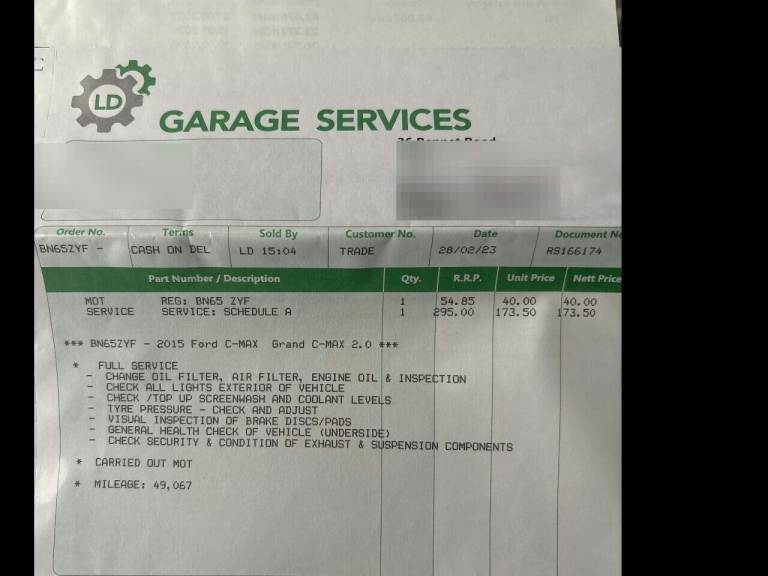 LD
GARAGE SERVICES
Order No. Terms Sold By Customer No. Date Document
BN65ZYF - CASH ON DEL LD 15:04 TRADE 28/02/23 RS166174
Part Number / Description Qty. R.R.P. Unit Price Nett Price
MOT REG: BN65 ZYF 1 54.85 40.00 40.00
SERVICE SERVICE: SCHEDULE A 1 295.00 173.50 173.50
*** BN65ZYF - 2015 Ford C-MAX Grand C-MAX 2.0 ***
* FULL SERVICE
- CHANGE OIL FILTER, AIR FILTER, ENGINE OIL & INSPECTION
- CHECK ALL LIGHTS EXTERIOR OF VEHICLE
- CHECK /TOP UP SCREENWASH AND COOLANT LEVELS
- TYRE PRESSURE - CHECK AND ADJUST
- VISUAL INSPECTION OF BRAKE DISCS/PADS
- GENERAL HEALTH CHECK OF VEHICLE (UNDERSIDE)
- CHECK SECURITY & CONDITION OF EXHAUST & SUSPENSION COMPONENTS
* CARRIED OUT MOT
* MILEAGE: 49,067